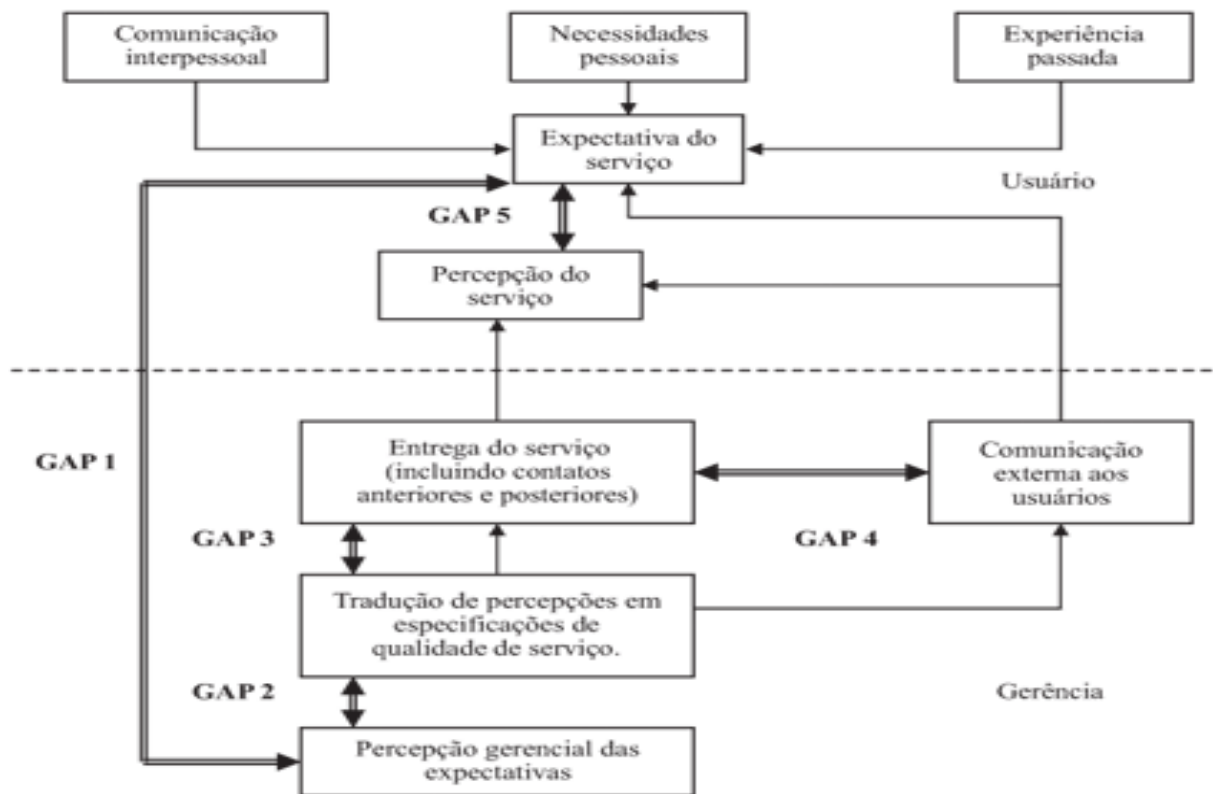 Comunicação
interpessoal
Necessidades
pessoais
Experiência
passada
Expectativa do
serviço
Usuário
GAP 5
Percepção do
serviço
GAP 1
Entrega do serviço
(incluindo contatos
anteriores e posteriores)
Comunicação
externa aos
usuários
GAP 3
GAP 4
Tradução de percepções em
especificações de
qualidade de serviço.
GAP 2
Gerência
Percepção gerencial das
expectativas